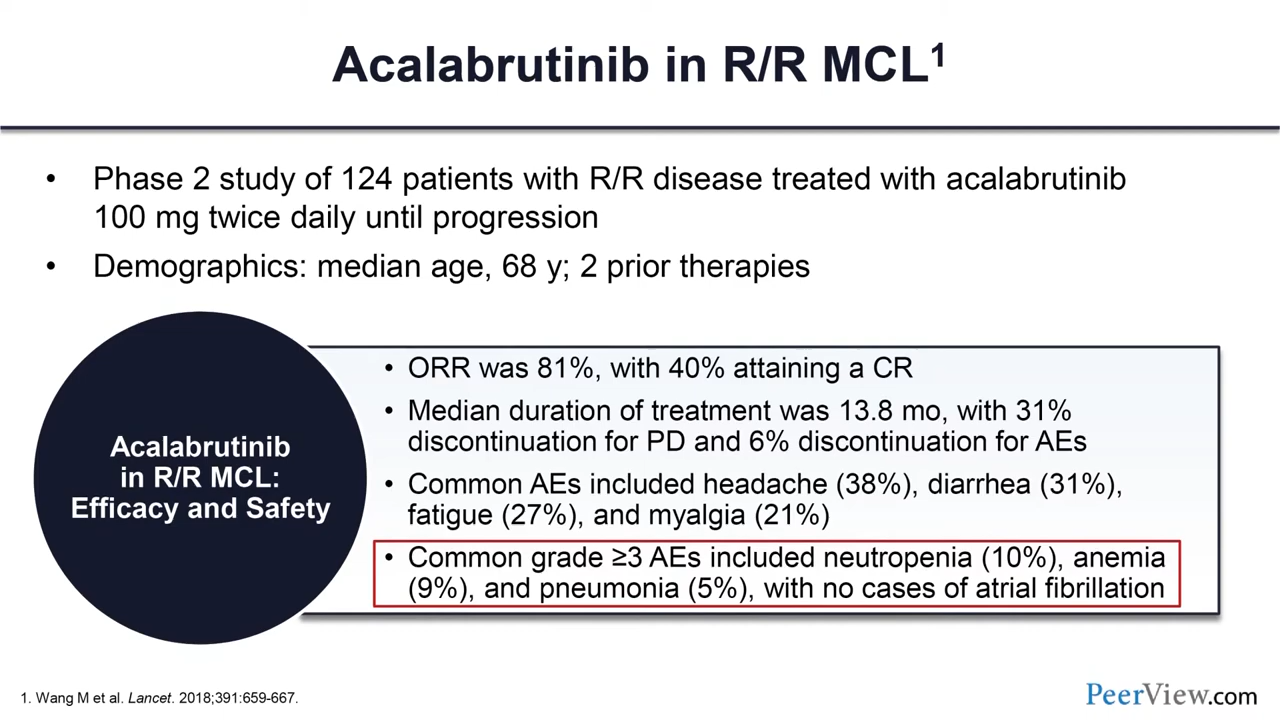 Acalabrutinib in R/R MCL¹
• Phase 2 study of 124 patients with R/R disease treated with acalabrutinib
100 mg twice daily until progression
• Demographics: median age, 68 y; 2 prior therapies
Acalabrutinib
in R/R MCL:
Efficacy and Safety
• ORR was 81%, with 40% attaining a CR
• Median duration of treatment was 13.8 mo, with 31%
discontinuation for PD and 6% discontinuation for AEs
• Common AEs included headache (38%), diarrhea (31%),
fatigue (27%), and myalgia (21%)
• Common grade ≥3 AEs included neutropenia (10%), anemia
(9%), and pneumonia (5%), with no cases of atrial fibrillation
1. Wang M et al. Lancet. 2018;391:659-667.
PeerView.com